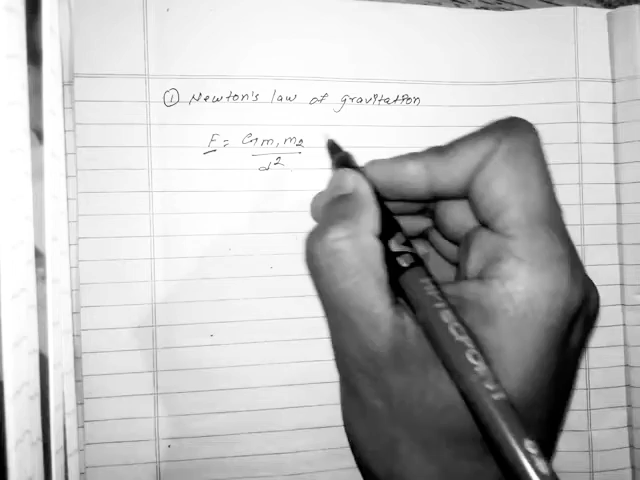 ① Newton's law of gravitation
F = Gm₁m₂
d²